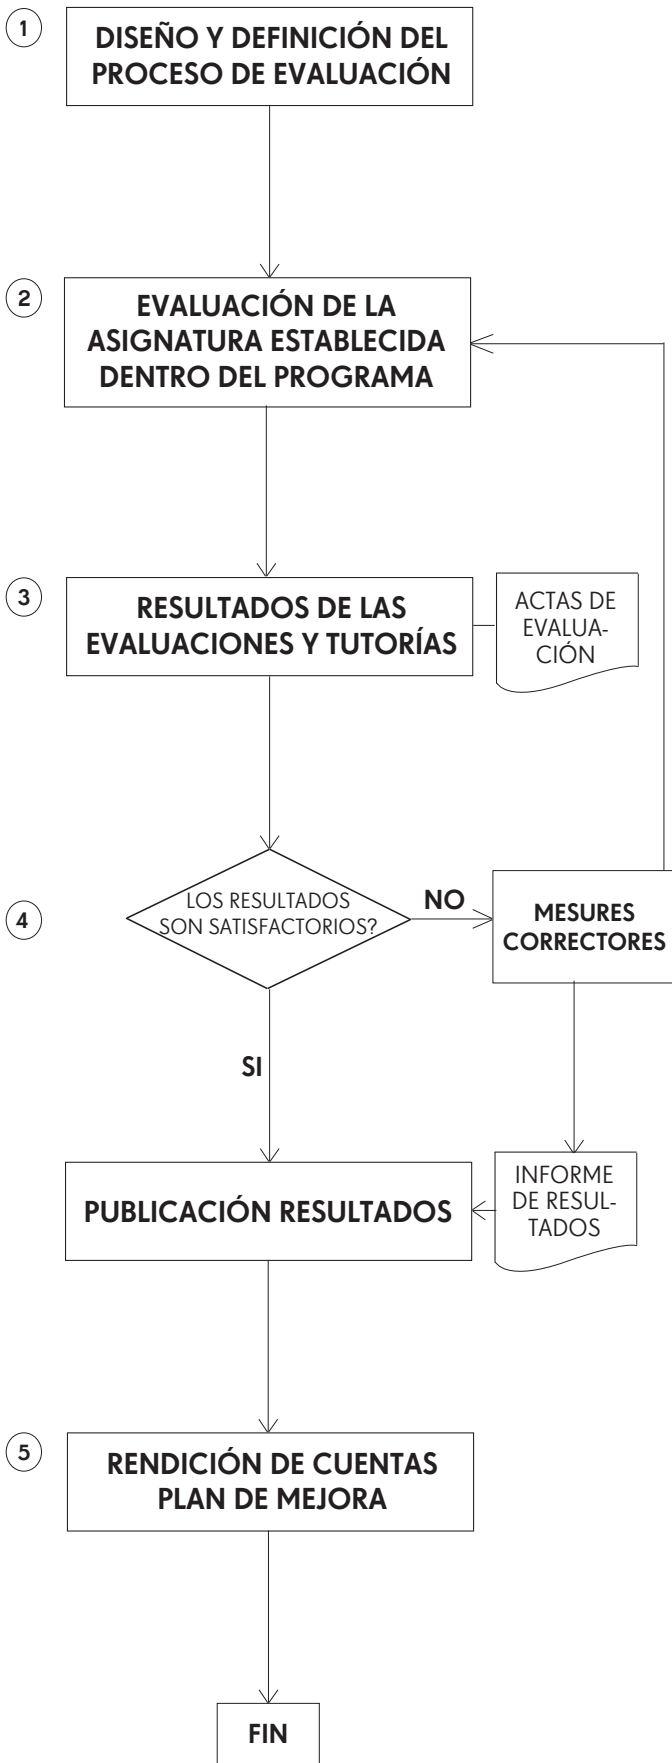 1
DISEÑO Y DEFINICIÓN DEL
PROCESO DE EVALUACIÓN
2
EVALUACIÓN DE LA
ASIGNATURA ESTABLECIDA
DENTRO DEL PROGRAMA
3
RESULTADOS DE LAS
EVALUACIONES Y TUTORÍAS
ACTAS DE
EVALUA-
CIÓN
4
LOS RESULTADOS
SON SATISFACTORIOS?
NO
MESURES
CORRECTORES
SI
PUBLICACIÓN RESULTADOS
INFORME
DE RESUL-
TADOS
5
RENDICIÓN DE CUENTAS
PLAN DE MEJORA
FIN